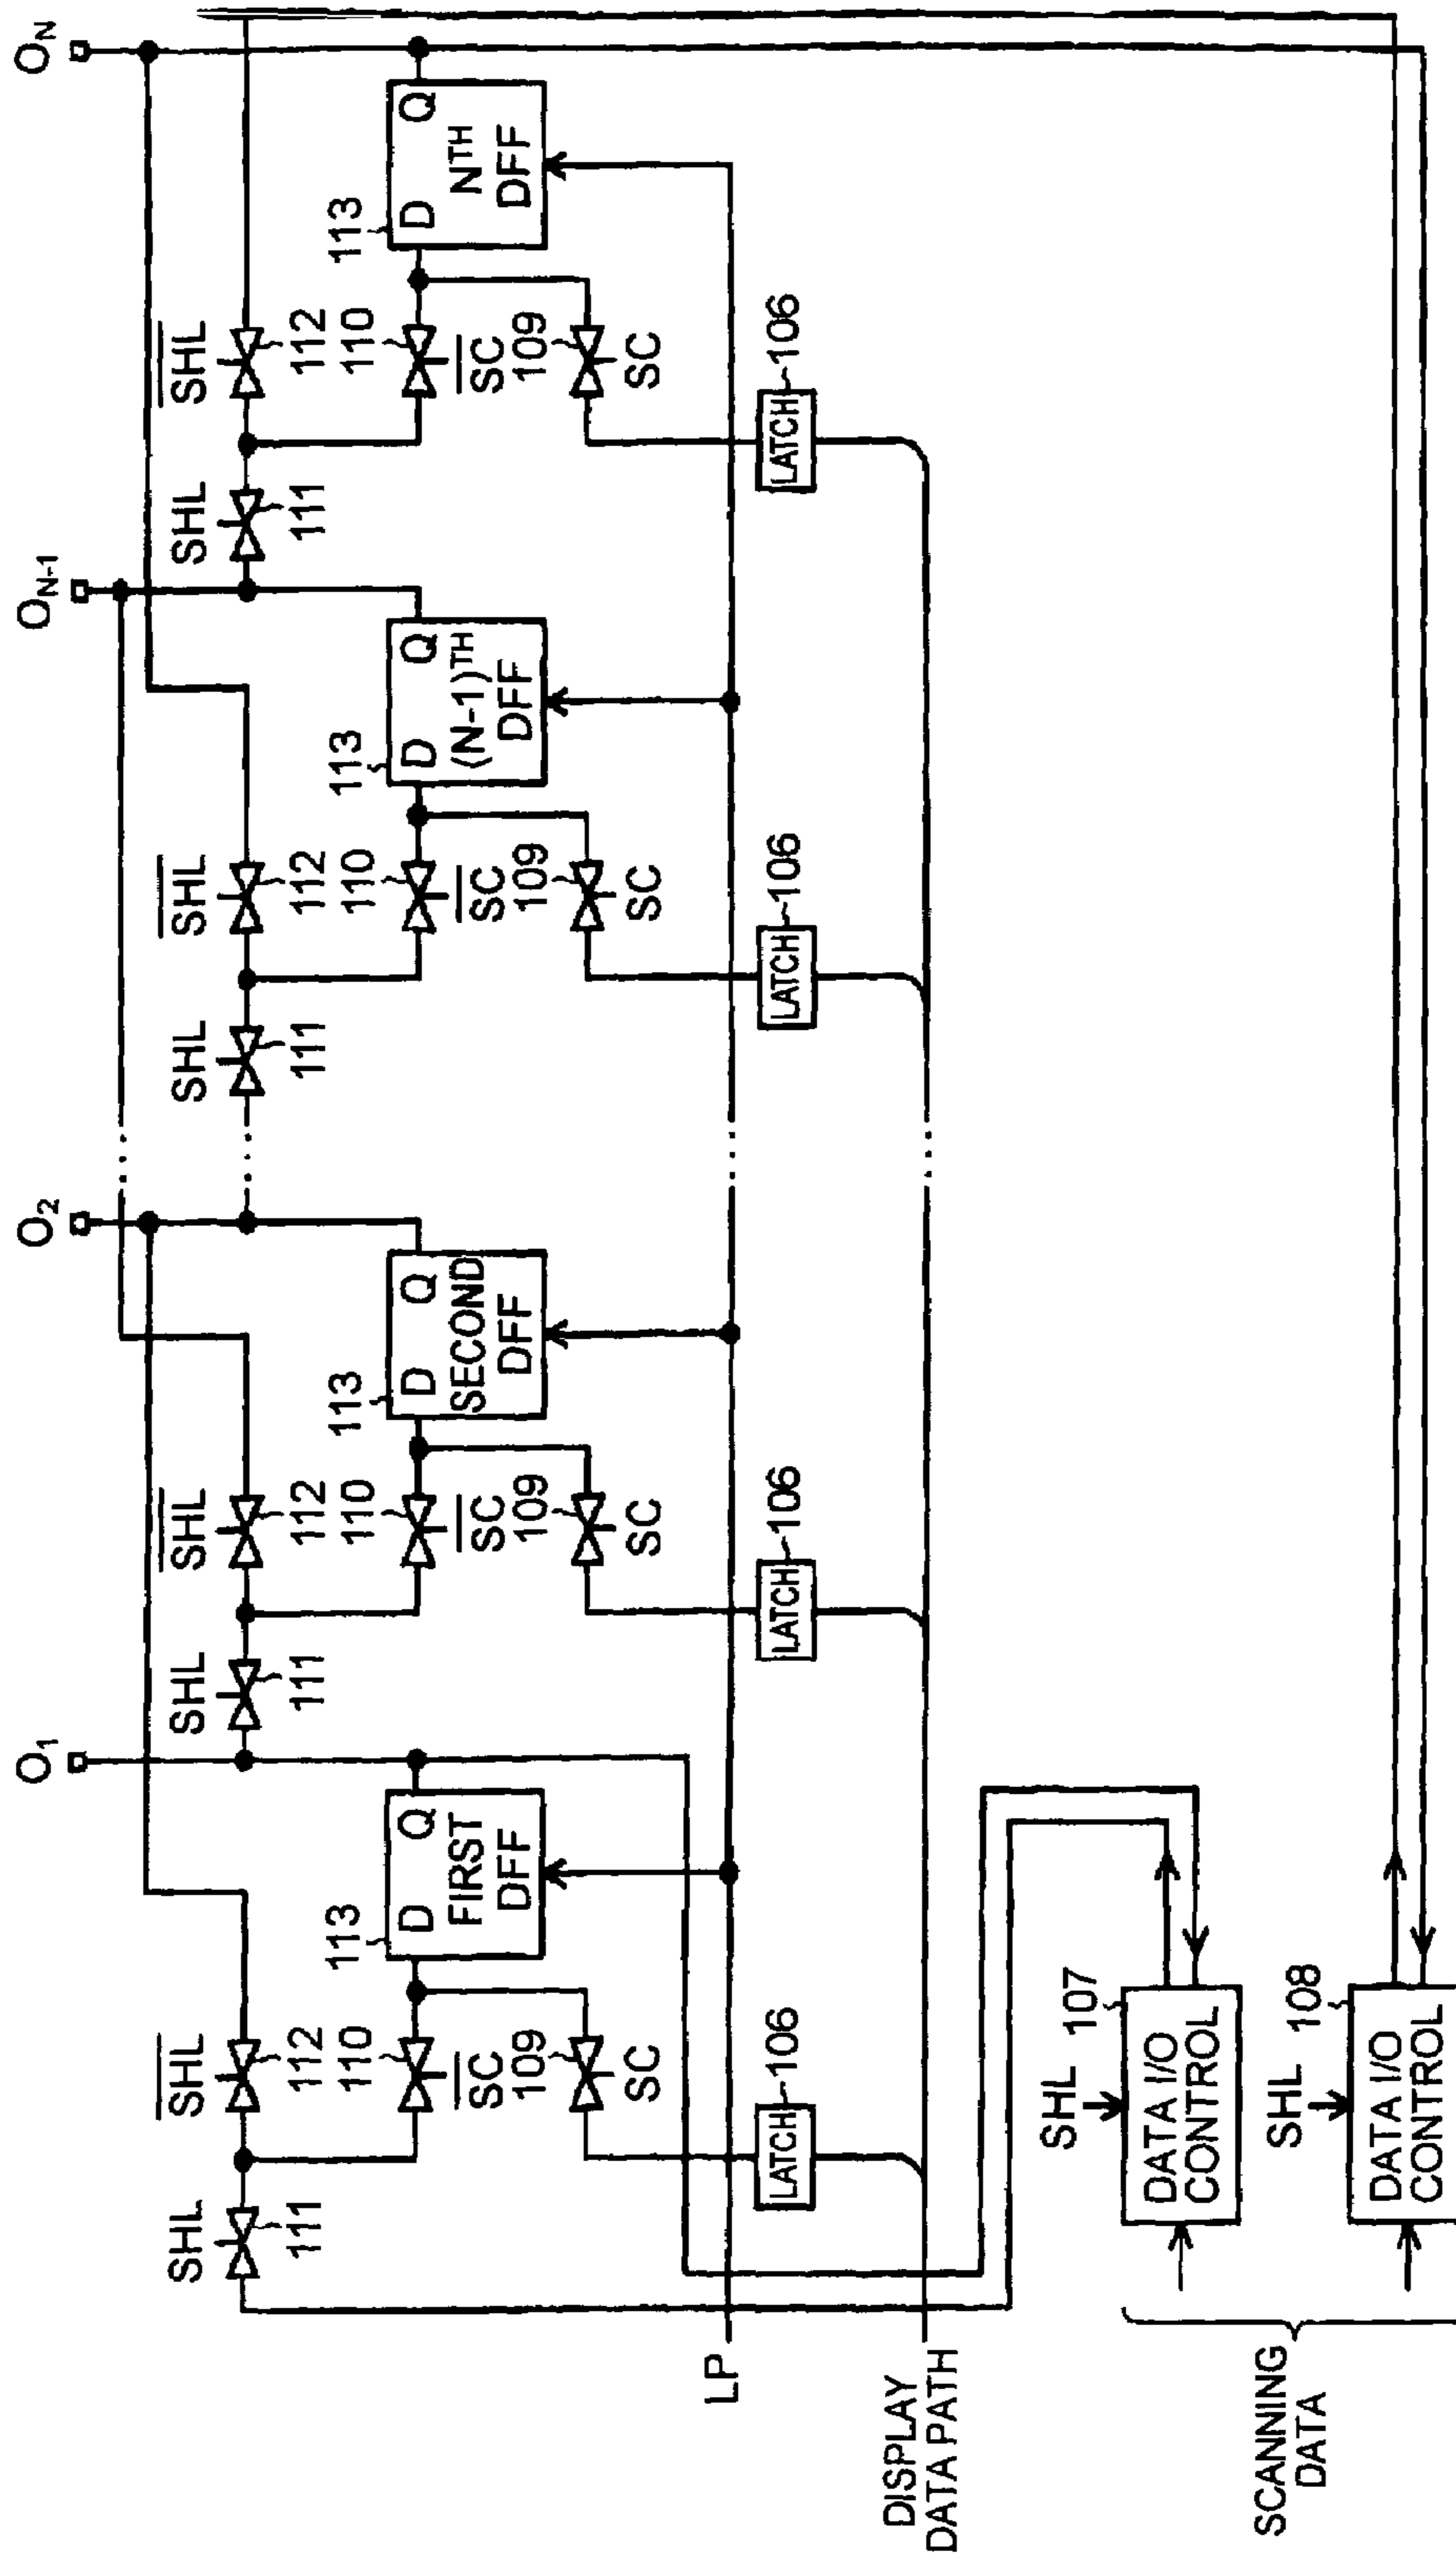 O1
O2
ON-1
ON
SHL
SHL
SHL
SHL
SHL
SHL
SHL
SHL
111
112
111
112
111
112
111
112
110
113
110
113
110
113
110
113
D Q
FIRST
DFF
D Q
SECOND
DFF
D Q
(N-1)TH
DFF
D Q
NTH
DFF
SC
SC
SC
SC
109
109
109
109
SC
SC
SC
SC
LP
LATCH
106
LATCH
106
LATCH
106
LATCH
106
DISPLAY
DATA PATH
SHL
107
DATA I/O
CONTROL
SCANNING
DATA
SHL
108
DATA I/O
CONTROL